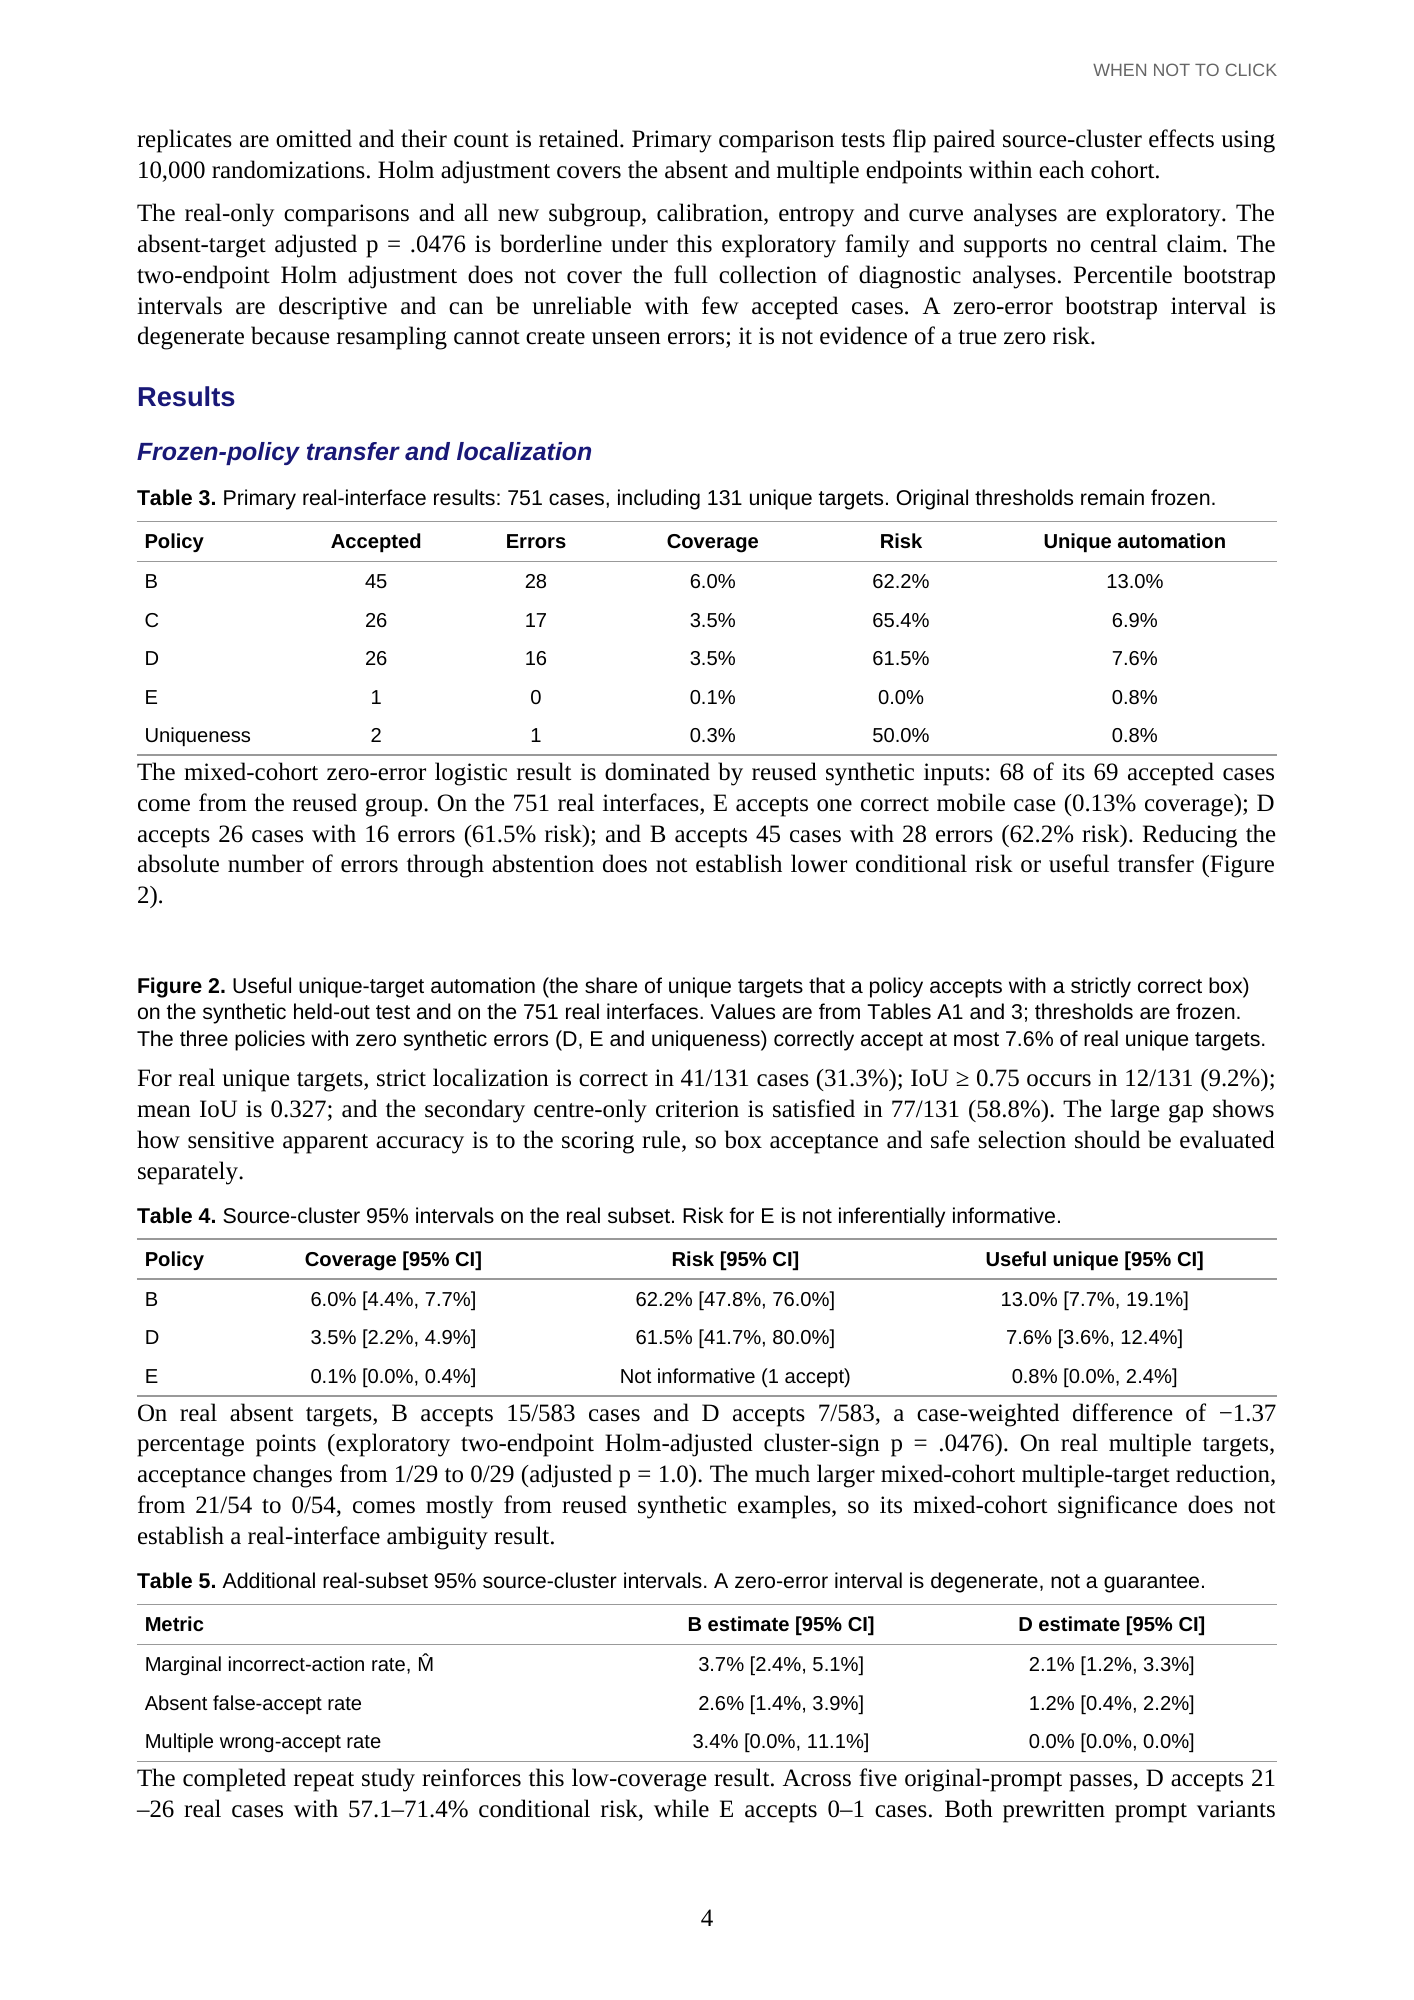 WHEN NOT TO CLICK
replicates are omitted and their count is retained. Primary comparison tests flip paired source-cluster effects using
10,000 randomizations. Holm adjustment covers the absent and multiple endpoints within each cohort.
The real-only comparisons and all new subgroup, calibration, entropy and curve analyses are exploratory. The
absent-target adjusted p = .0476 is borderline under this exploratory family and supports no central claim. The
two-endpoint Holm adjustment does not cover the full collection of diagnostic analyses. Percentile bootstrap
intervals are descriptive and can be unreliable with few accepted cases. A zero-error bootstrap interval is
degenerate because resampling cannot create unseen errors; it is not evidence of a true zero risk.
Results
Frozen-policy transfer and localization
Table 3. Primary real-interface results: 751 cases, including 131 unique targets. Original thresholds remain frozen.
Policy Accepted Errors Coverage Risk Unique automation
B 45 28 6.0% 62.2% 13.0%
C 26 17 3.5% 65.4% 6.9%
D 26 16 3.5% 61.5% 7.6%
E 1 0 0.1% 0.0% 0.8%
Uniqueness 2 1 0.3% 50.0% 0.8%
The mixed-cohort zero-error logistic result is dominated by reused synthetic inputs: 68 of its 69 accepted cases
come from the reused group. On the 751 real interfaces, E accepts one correct mobile case (0.13% coverage); D
accepts 26 cases with 16 errors (61.5% risk); and B accepts 45 cases with 28 errors (62.2% risk). Reducing the
absolute number of errors through abstention does not establish lower conditional risk or useful transfer (Figure
2).
Figure 2. Useful unique-target automation (the share of unique targets that a policy accepts with a strictly correct box)
on the synthetic held-out test and on the 751 real interfaces. Values are from Tables A1 and 3; thresholds are frozen.
The three policies with zero synthetic errors (D, E and uniqueness) correctly accept at most 7.6% of real unique targets.
For real unique targets, strict localization is correct in 41/131 cases (31.3%); IoU ≥ 0.75 occurs in 12/131 (9.2%);
mean IoU is 0.327; and the secondary centre-only criterion is satisfied in 77/131 (58.8%). The large gap shows
how sensitive apparent accuracy is to the scoring rule, so box acceptance and safe selection should be evaluated
separately.
Table 4. Source-cluster 95% intervals on the real subset. Risk for E is not inferentially informative.
Policy Coverage [95% CI] Risk [95% CI] Useful unique [95% CI]
B 6.0% [4.4%, 7.7%] 62.2% [47.8%, 76.0%] 13.0% [7.7%, 19.1%]
D 3.5% [2.2%, 4.9%] 61.5% [41.7%, 80.0%] 7.6% [3.6%, 12.4%]
E 0.1% [0.0%, 0.4%] Not informative (1 accept) 0.8% [0.0%, 2.4%]
On real absent targets, B accepts 15/583 cases and D accepts 7/583, a case-weighted difference of −1.37
percentage points (exploratory two-endpoint Holm-adjusted cluster-sign p = .0476). On real multiple targets,
acceptance changes from 1/29 to 0/29 (adjusted p = 1.0). The much larger mixed-cohort multiple-target reduction,
from 21/54 to 0/54, comes mostly from reused synthetic examples, so its mixed-cohort significance does not
establish a real-interface ambiguity result.
Table 5. Additional real-subset 95% source-cluster intervals. A zero-error interval is degenerate, not a guarantee.
Metric B estimate [95% CI] D estimate [95% CI]
Marginal incorrect-action rate, M̂ 3.7% [2.4%, 5.1%] 2.1% [1.2%, 3.3%]
Absent false-accept rate 2.6% [1.4%, 3.9%] 1.2% [0.4%, 2.2%]
Multiple wrong-accept rate 3.4% [0.0%, 11.1%] 0.0% [0.0%, 0.0%]
The completed repeat study reinforces this low-coverage result. Across five original-prompt passes, D accepts 21
–26 real cases with 57.1–71.4% conditional risk, while E accepts 0–1 cases. Both prewritten prompt variants
4